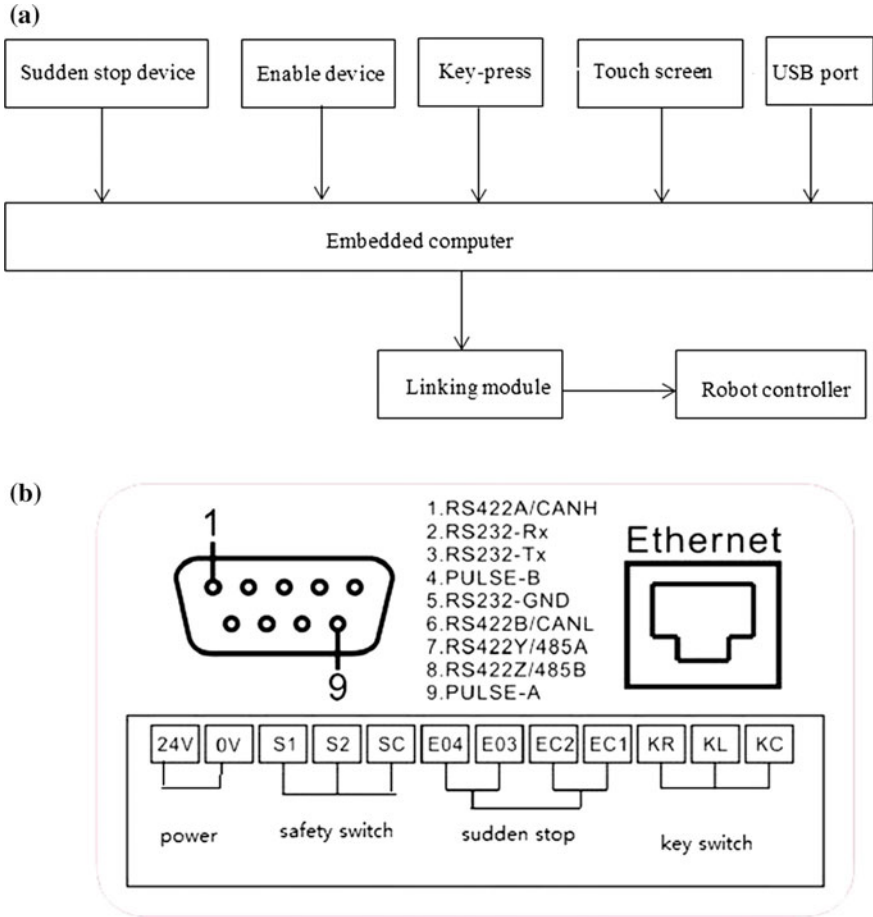 (a)
Sudden stop device
Enable device
Key-press
Touch screen
USB port
Embedded computer
Linking module
Robot controller
(b)
1
9
1.RS422A/CANH
2.RS232-Rx
3.RS232-Tx
4.PULSE-B
5.RS232-GND
6.RS422B/CANL
7.RS422Y/485A
8.RS422Z/485B
9.PULSE-A
Ethernet
24V 0V S1 S2 SC E04 E03 EC2 EC1 KR KL KC
power safety switch sudden stop key switch